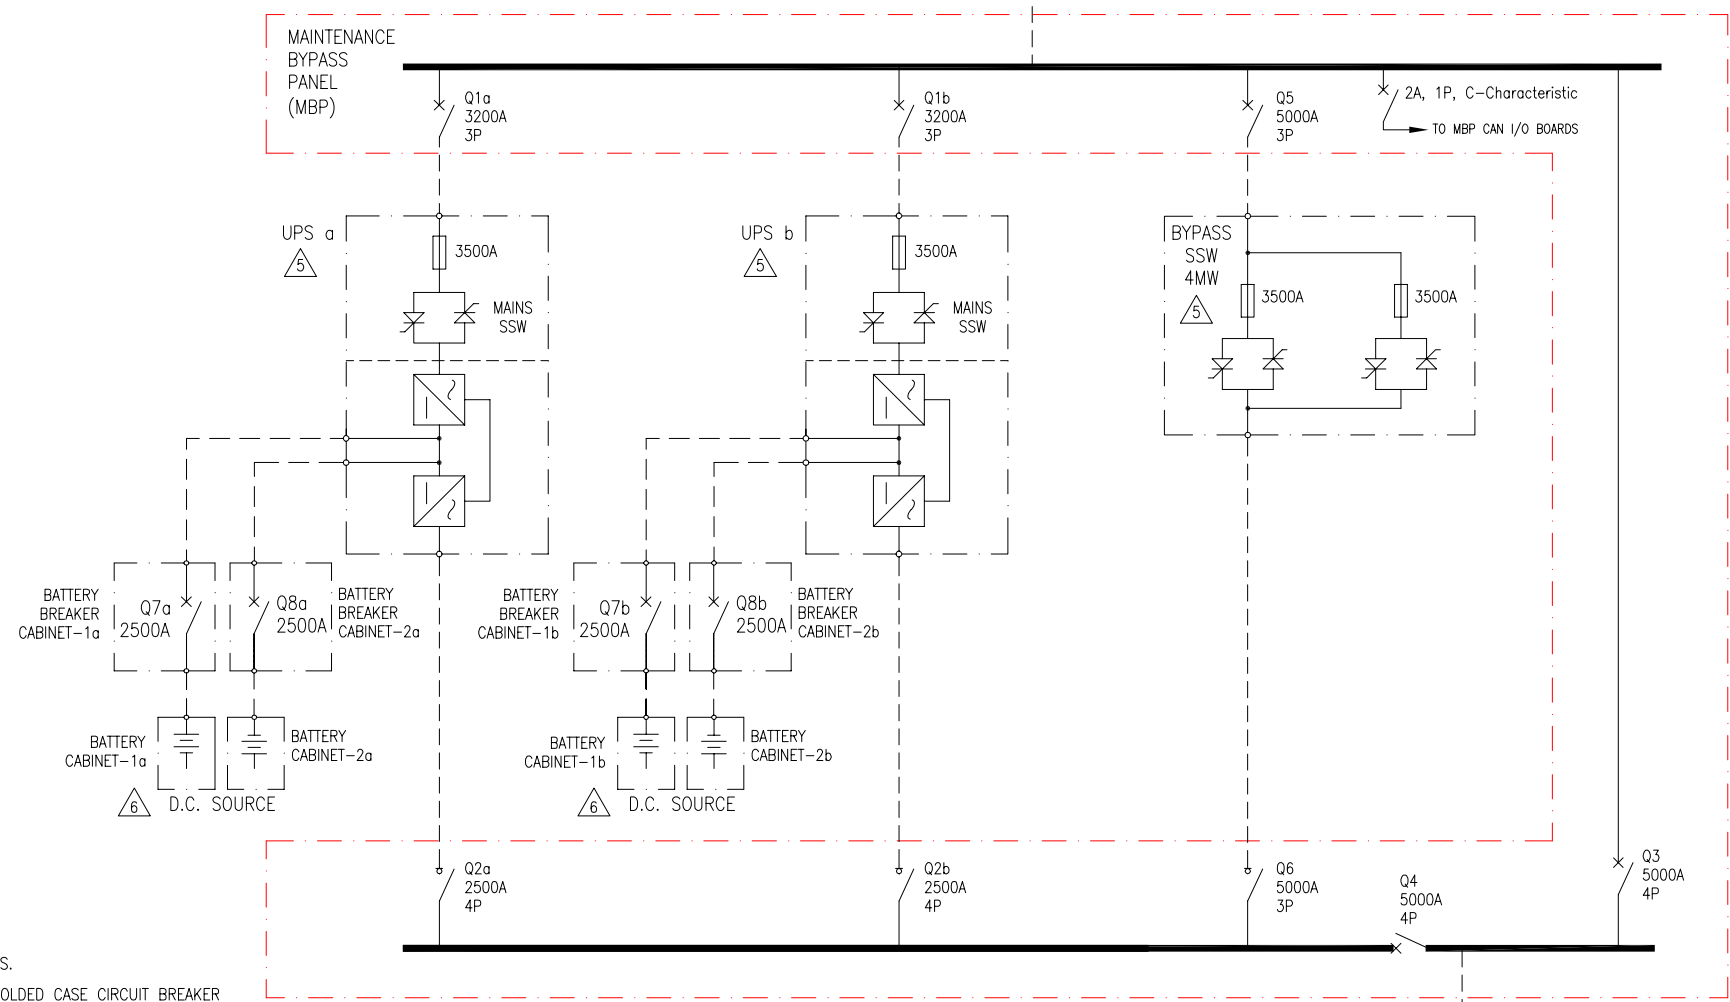 MAINTENANCE
BYPASS
PANEL
(MBP)
Q1a
3200A
3P
Q1b
3200A
3P
Q5
5000A
3P
2A, 1P, C-Characteristic
TO MBP CAN I/O BOARDS
UPS a
5
3500A
MAINS
SSW
UPS b
5
3500A
MAINS
SSW
BYPASS
SSW
4MW
5
3500A
3500A
BATTERY
BREAKER
CABINET-1a
Q7a
2500A
Q8a
2500A
BATTERY
BREAKER
CABINET-2a
BATTERY
BREAKER
CABINET-1b
Q7b
2500A
Q8b
2500A
BATTERY
BREAKER
CABINET-2b
BATTERY
CABINET-1a
BATTERY
CABINET-2a
6
D.C. SOURCE
BATTERY
CABINET-1b
BATTERY
CABINET-2b
6
D.C. SOURCE
Q2a
2500A
4P
Q2b
2500A
4P
Q6
5000A
3P
Q4
5000A
4P
Q3
5000A
4P
S.
OLDED CASE CIRCUIT BREAKER